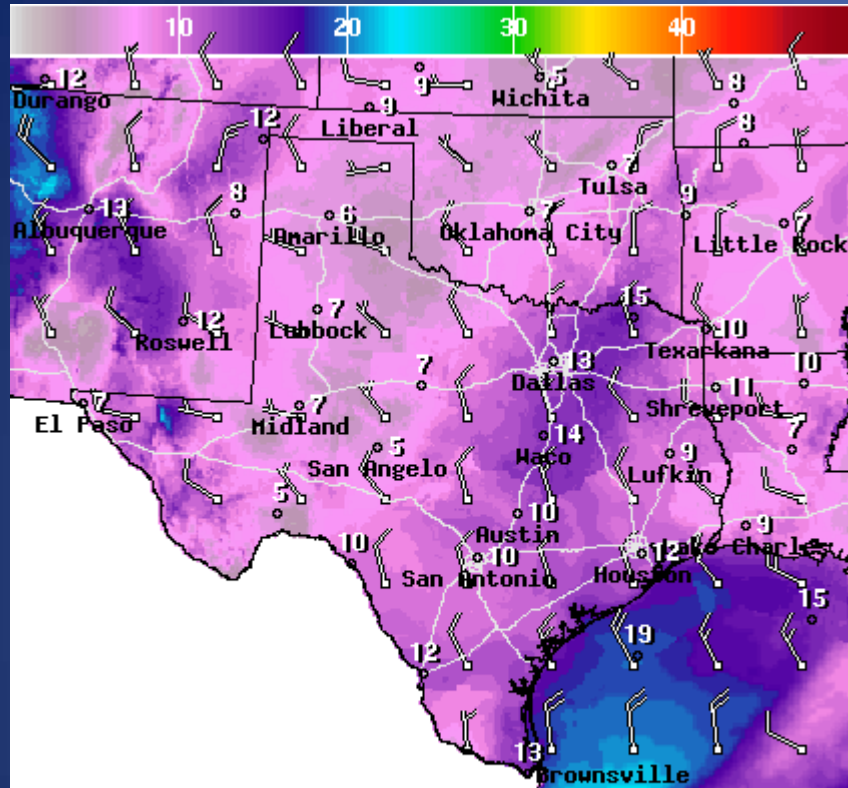 10 20 30 40
12 9 5 8
Durango Wichita
9
Liberal
12 8
7
Tulsa
13 8 6 7 9 7
Albuquerque Amarillo Oklahoma City Little Rock
7 15
12 10
Roswell Lubbock Texarkana
13 10
Dallas
7 11
7 7 Shreveport
El Paso Midland
14 7
5 Waco 9
San Angelo Lufkin
5 10 9
Austin
10 10 12 Lake Charles
San Antonio Houston
15
19
12
13
Brownsville